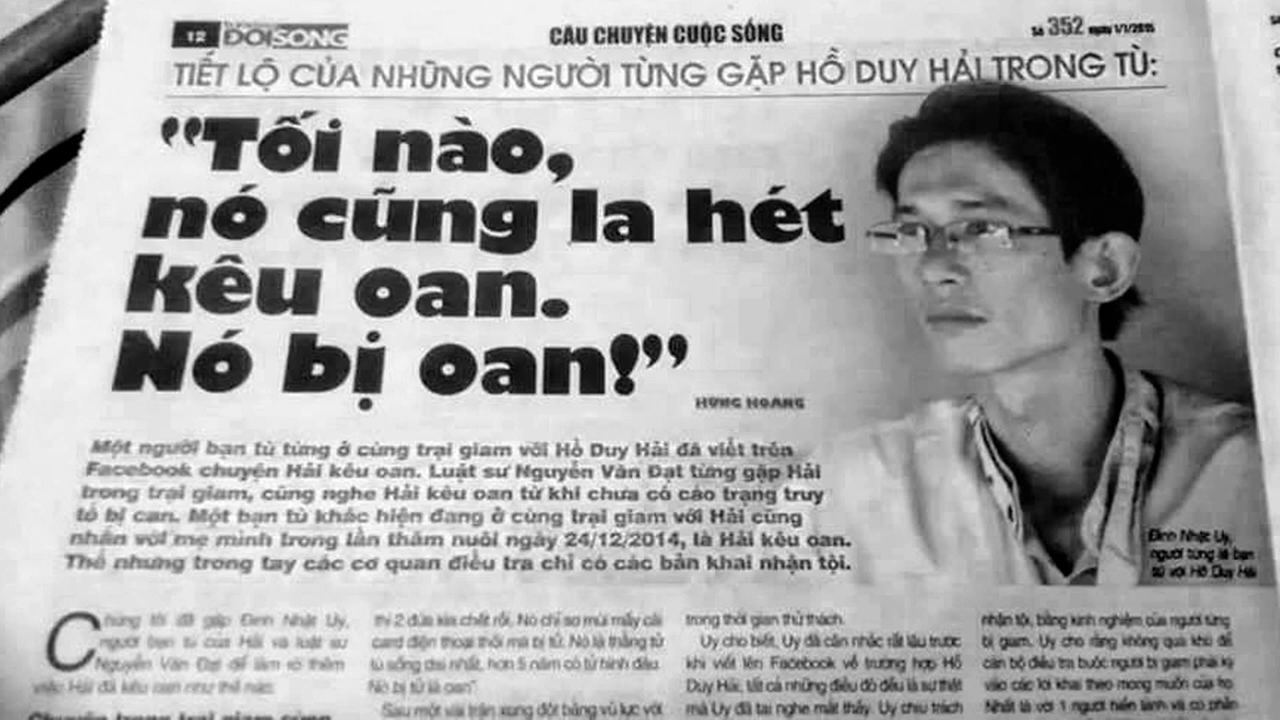 12 ĐỜI SỐNG
CÂU CHUYỆN CUỘC SỐNG
Số 352 ngày 1/1/2015
TIẾT LỘ CỦA NHỮNG NGƯỜI TỪNG GẶP HỒ DUY HẢI TRONG TÙ:
“Tối nào,
nó cũng la hét
kêu oan.
Nó bị oan!”
HÙNG HOANG
Một người bạn tù từng ở cùng trại giam với Hồ Duy Hải đã viết trên
Facebook chuyện Hải kêu oan. Luật sư Nguyễn Văn Đạt từng gặp Hải
trong trại giam, cũng nghe Hải kêu oan từ khi chưa có cáo trạng truy
tố bị can. Một bạn tù khác hiện đang ở cùng trại giam với Hải cũng
nhắn với mẹ mình trong lần thăm nuôi ngày 24/12/2014, là Hải kêu oan.
Thế nhưng trong tay các cơ quan điều tra chỉ có các bản khai nhận tội.
Đinh Nhật Uy,
người từng là bạn
tù với Hồ Duy Hải
Chúng tôi đã gặp Đinh Nhật Uy,
người bạn tù của Hải và luật sư
Nguyễn Văn Đạt để làm rõ thêm
việc Hải đã kêu oan như thế nào.
Chuyện trong trại giam cùng
thì 2 đứa kia chết rồi. Nó chỉ sơ múi mấy cái
card điện thoại thôi mà bị tử. Nó là thằng tử
tù sống dai nhất, hơn 5 năm có tử hình đâu.
Nó bị tử là oan”.
Sau một vài trận xung đột bằng vũ lực với
trong thời gian thử thách.
Uy cho biết, Uy đã cân nhắc rất lâu trước
khi viết lên Facebook về trường hợp Hồ
Duy Hải, tất cả những điều đó đều là sự thật
mà Uy đã tai nghe mắt thấy. Uy chịu trách
nhận tội, bằng kinh nghiệm của người từng
bị giam. Uy cho rằng không quá khó để
cán bộ điều tra buộc người bị giam phải ký
vào các lời khai theo mong muốn của họ.
Nhất là với 1 người hiền lành và có phần